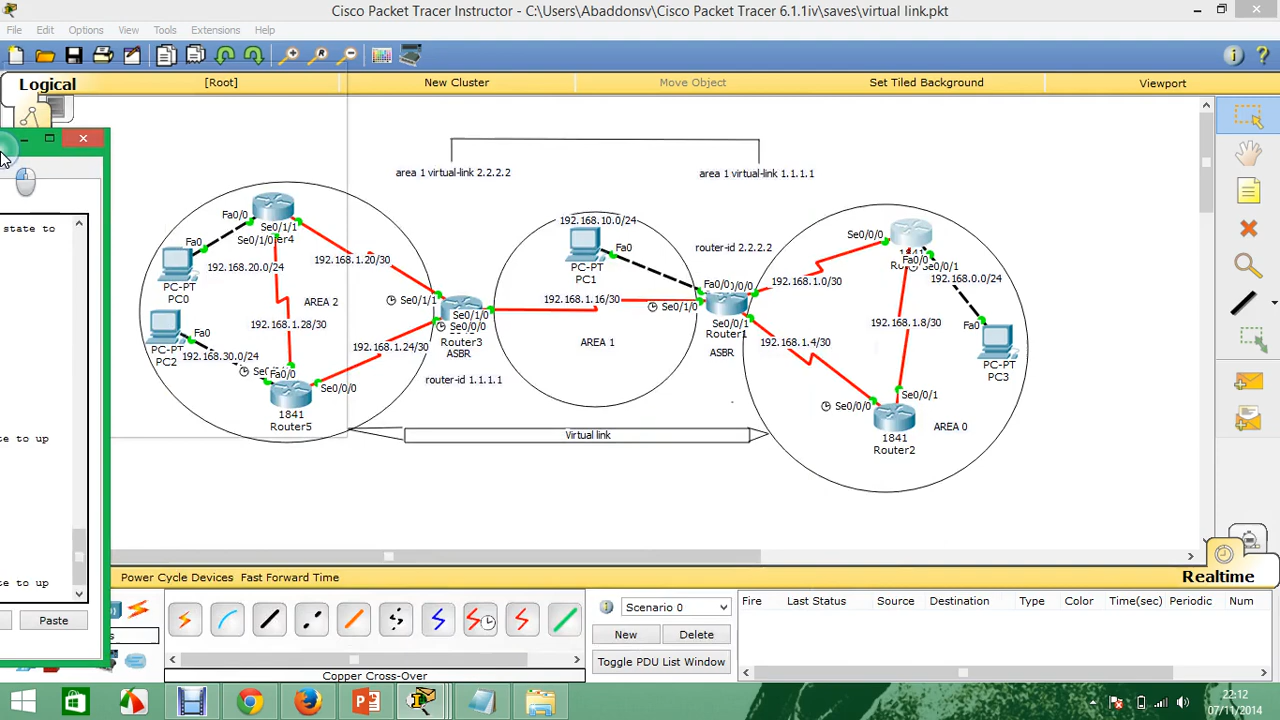 Cisco Packet Tracer Instructor - C:\Users\Abaddonsv\Cisco Packet Tracer 6.1.1iv\saves\virtual link.pkt
File Edit Options View Tools Extensions Help
Logical
[Root]
New Cluster
Move Object
Set Tiled Background
Viewport
area 1 virtual-link 2.2.2.2
area 1 virtual-link 1.1.1.1
state to
te to up
te to up
Paste
Fa0/0
Se0/1/1
Fa0
192.168.20.0/24
PC-PT
PC0
192.168.1.20/30
AREA 2
192.168.1.28/30
Fa0
PC-PT
PC2
192.168.30.0/24
Fa0/0
Se0/0/0
1841
Router5
192.168.1.24/30
Se0/1/1
Se0/1/0
Se0/0/0
Router3
ASBR
router-id 1.1.1.1
192.168.10.0/24
Fa0
PC-PT
PC1
192.168.1.16/30
AREA 1
router-id 2.2.2.2
Fa0/0
Se0/1/0
Router1
Se0/0/1
ASBR
Se0/0/0
192.168.1.0/30
1841
Fa0/0
Se0/0/1
192.168.0.0/24
192.168.1.8/30
192.168.1.4/30
Fa0
PC-PT
PC3
Se0/0/1
Se0/0/0
1841
Router2
AREA 0
Virtual link
Realtime
Power Cycle Devices Fast Forward Time
Scenario 0
New
Delete
Toggle PDU List Window
Fire Last Status Source Destination Type Color Time(sec) Periodic Num
Copper Cross-Over
22:12
07/11/2014